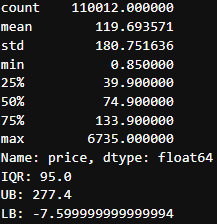 count    110012.000000
mean        119.693571
std         180.751636
min           0.850000
25%          39.900000
50%          74.900000
75%         133.900000
max        6735.000000
Name: price, dtype: float64
IQR: 95.0
UB: 277.4
LB: -7.599999999999994